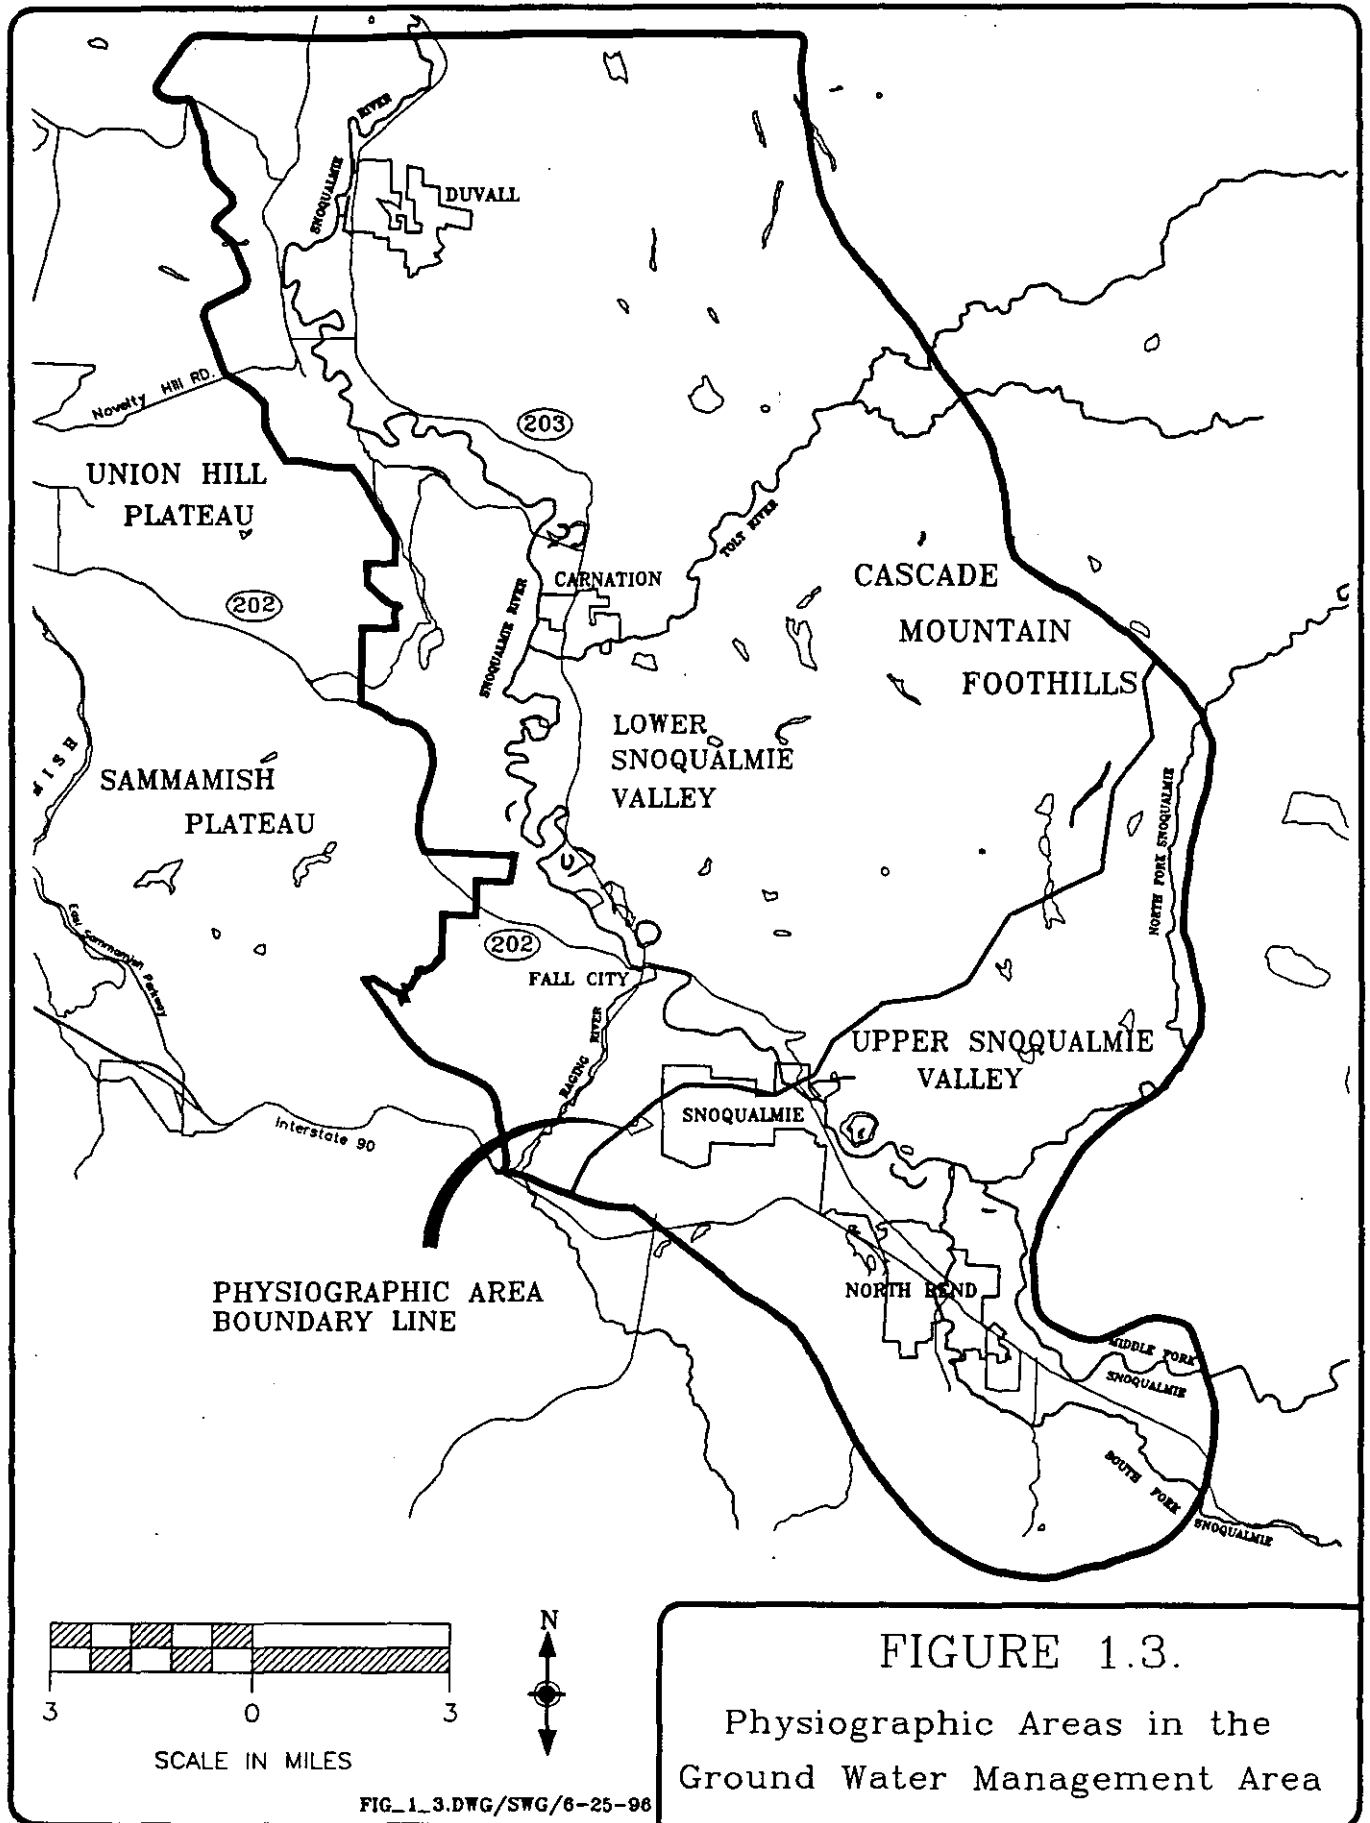 RIVER
SNOQUALMIE
DUVALL
Novelty Hill RD.
203
UNION HILL
PLATEAU
TOLT RIVER
CASCADE
CARNATION
202
SNOQUALMIE RIVER
MOUNTAIN
FOOTHILLS
LOWER
SNOQUALMIE
VALLEY
MISH
SAMMAMISH
PLATEAU
NORTH FORK SNOQUALMIE
East Sammamish Parkway
202
FALL CITY
RAGING RIVER
UPPER SNOQUALMIE
VALLEY
SNOQUALMIE
Interstate 90
PHYSIOGRAPHIC AREA
BOUNDARY LINE
NORTH BEND
MIDDLE FORK
SNOQUALMIE
SOUTH FORK
SNOQUALMIE
N
3 0 3
SCALE IN MILES
FIG_1_3.DWG/SWG/6-25-96
FIGURE 1.3.
Physiographic Areas in the
Ground Water Management Area